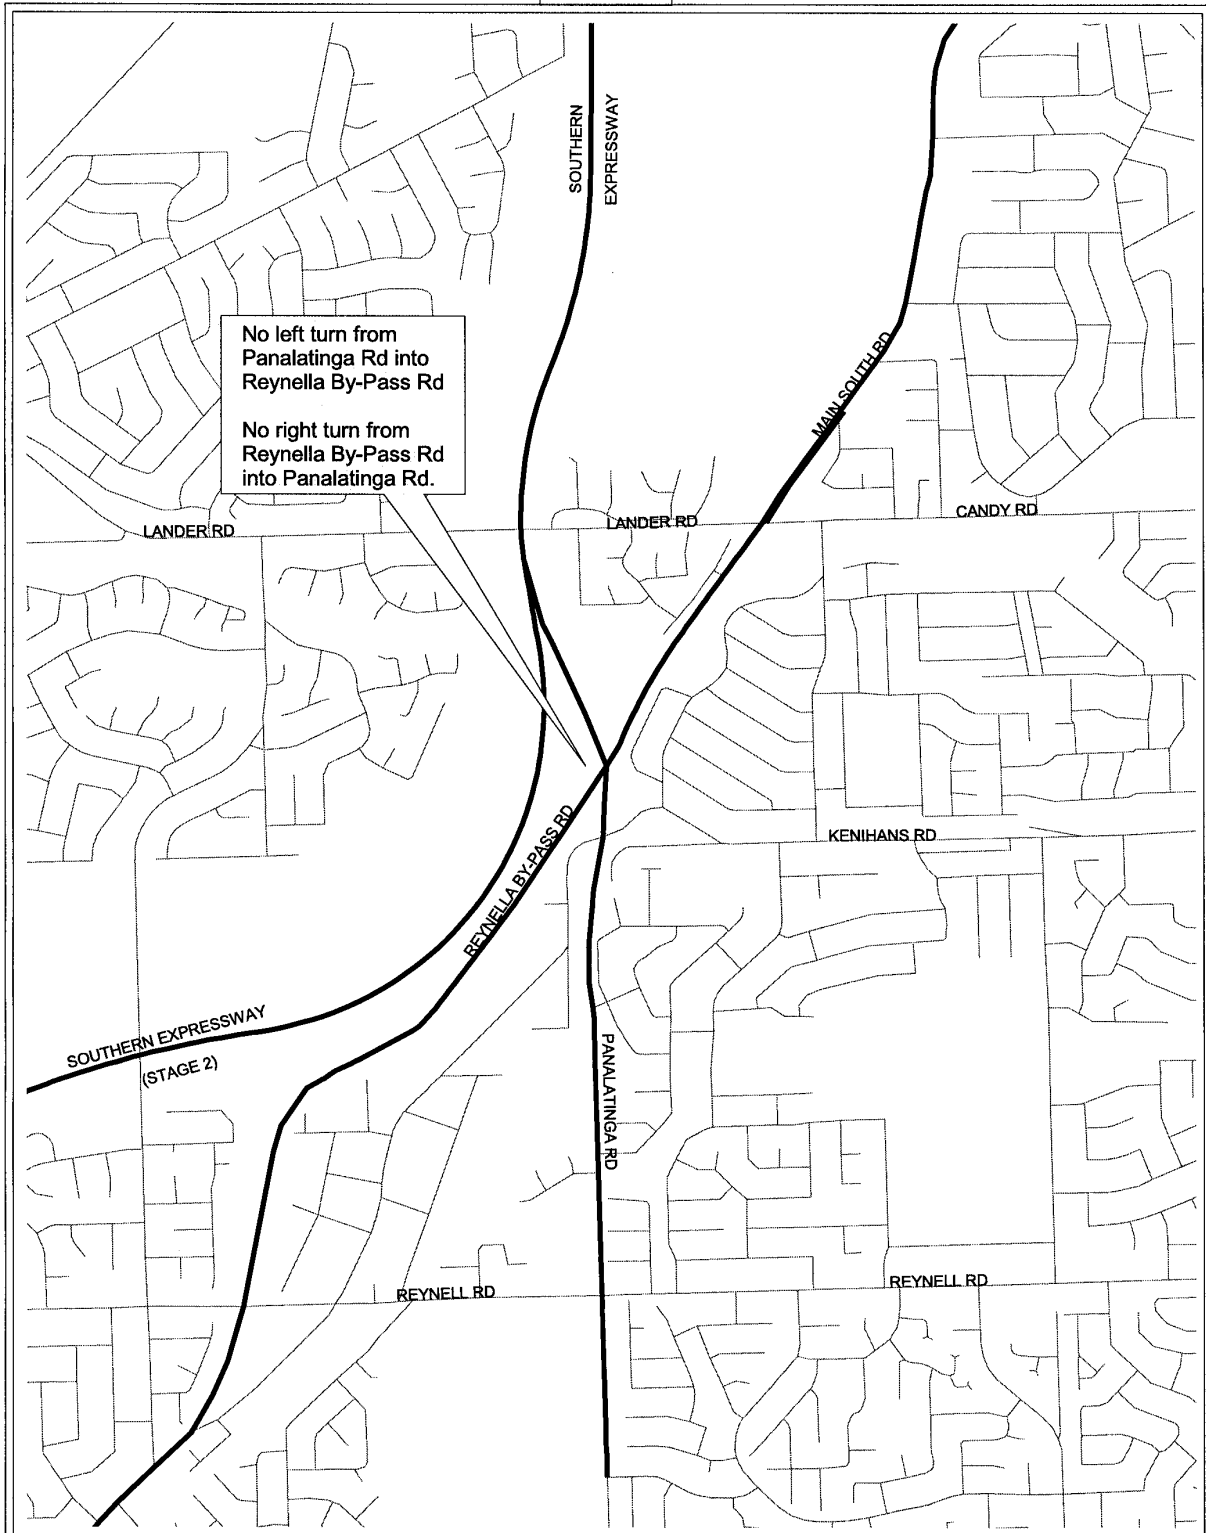 SOUTHERN
EXPRESSWAY
MAIN SOUTH RD
No left turn from
Panalatinga Rd into
Reynella By-Pass Rd
No right turn from
Reynella By-Pass Rd
into Panalatinga Rd.
LANDER RD
LANDER RD
CANDY RD
KENIHANS RD
REYNELLA BY-PASS RD
SOUTHERN EXPRESSWAY
(STAGE 2)
PANALATINGA RD
REYNELL RD
REYNELL RD